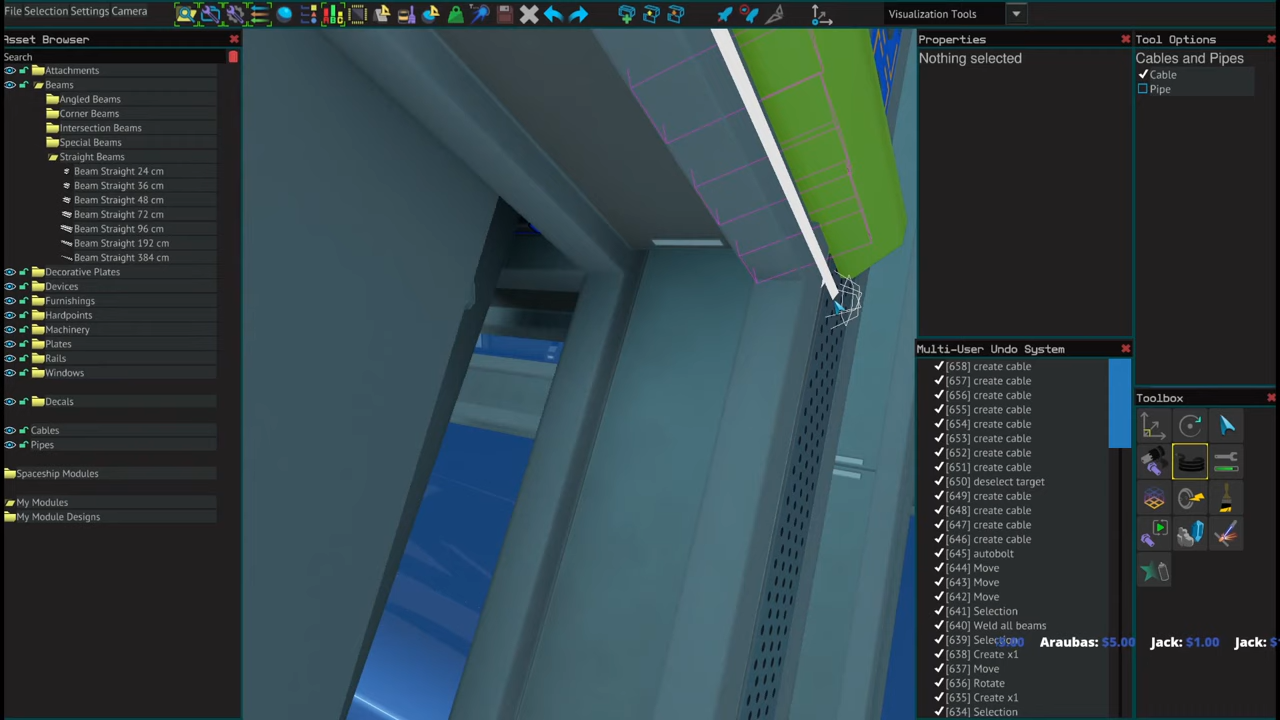 File Selection Settings Camera
Visualization Tools
Asset Browser
Search
Attachments
Beams
Angled Beams
Corner Beams
Intersection Beams
Special Beams
Straight Beams
Beam Straight 24 cm
Beam Straight 36 cm
Beam Straight 48 cm
Beam Straight 72 cm
Beam Straight 96 cm
Beam Straight 192 cm
Beam Straight 384 cm
Decorative Plates
Devices
Furnishings
Hardpoints
Machinery
Plates
Rails
Windows
Decals
Cables
Pipes
Spaceship Modules
My Modules
My Module Designs
Properties
Nothing selected
Tool Options
Cables and Pipes
Cable
Pipe
Multi-User Undo System
[658] create cable
[657] create cable
[656] create cable
[655] create cable
[654] create cable
[653] create cable
[652] create cable
[651] create cable
[650] deselect target
[649] create cable
[648] create cable
[647] create cable
[646] create cable
[645] autobolt
[644] Move
[643] Move
[642] Move
[641] Selection
[640] Weld all beams
[639] Selection
[638] Create x1
[637] Move
[636] Rotate
[635] Create x1
[634] Selection
Toolbox
Araubas: $5.00 Jack: $1.00 Jack: